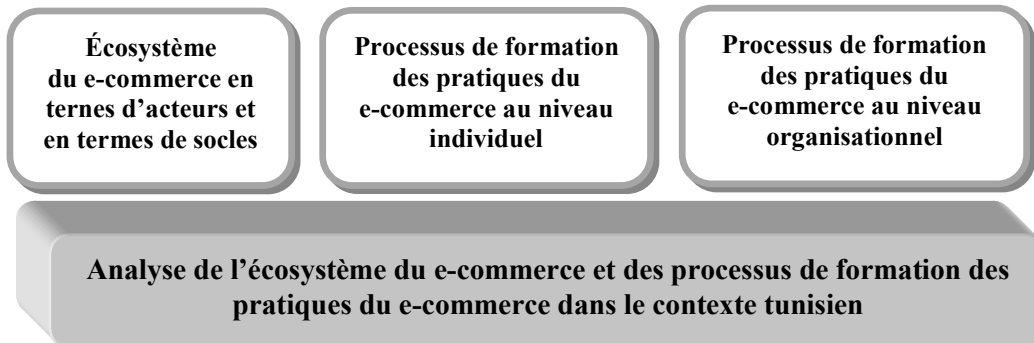 Écosystème
du e-commerce en
ternes d’acteurs et
en termes de socles
Processus de formation
des pratiques du
e-commerce au niveau
individuel
Processus de formation
des pratiques du
e-commerce au niveau
organisationnel
Analyse de l’écosystème du e-commerce et des processus de formation des
pratiques du e-commerce dans le contexte tunisien